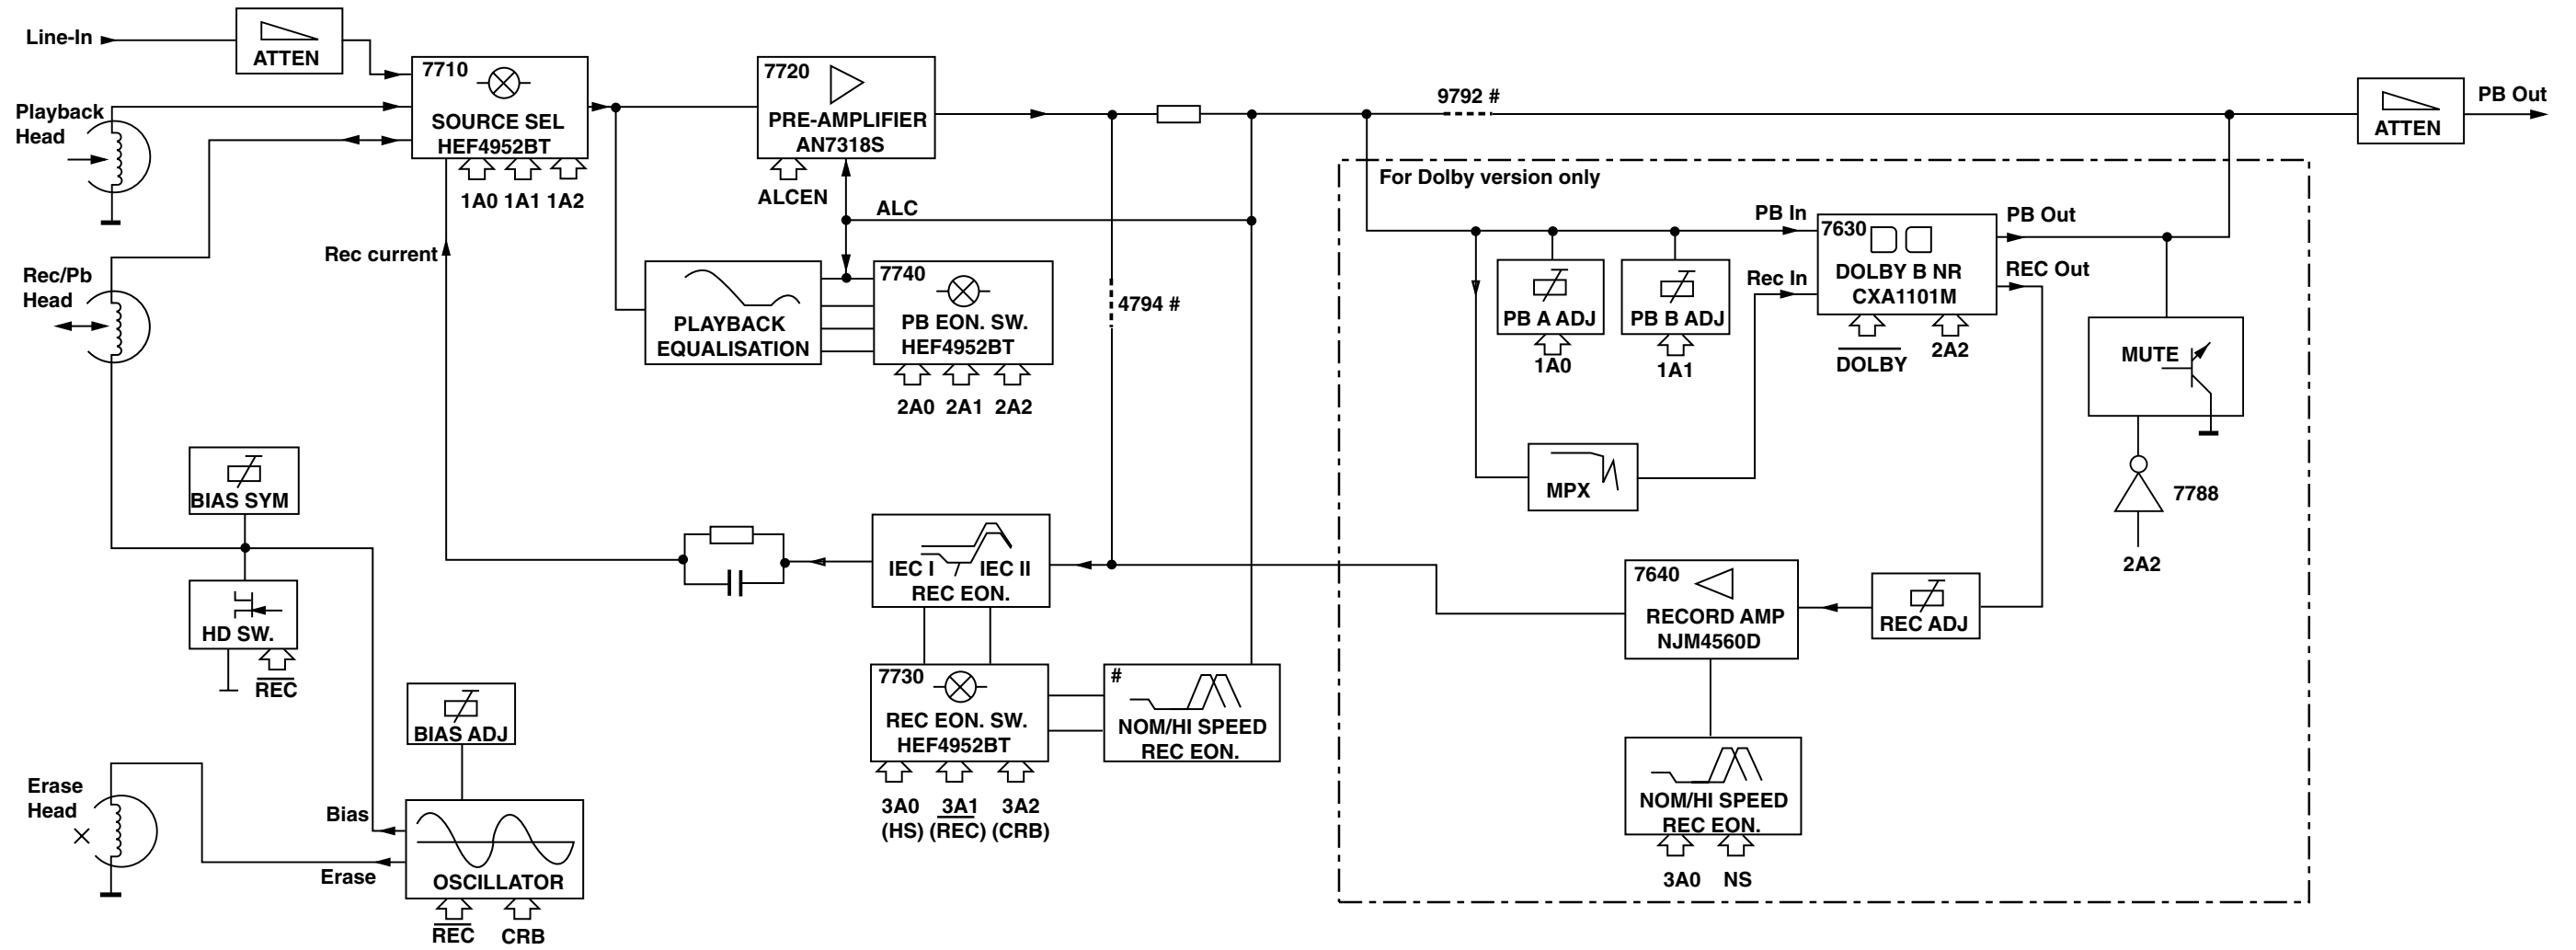 Line-In
ATTEN
7710
SOURCE SEL
HEF4952BT
1A0 1A1 1A2
Playback
Head
Rec/Pb
Head
Rec current
7720
PRE-AMPLIFIER
AN7318S
ALCEN
ALC
PLAYBACK
EQUALISATION
7740
PB EON. SW.
HEF4952BT
2A0 2A1 2A2
4794 #
9792 #
ATTEN
PB Out
For Dolby version only
PB In
Rec In
7630
DOLBY B NR
CXA1101M
PB Out
REC Out
DOLBY
2A2
PB A ADJ
1A0
PB B ADJ
1A1
MUTE
7788
2A2
MPX
BIAS SYM
HD SW.
REC
IEC I / IEC II
REC EON.
7730
REC EON. SW.
HEF4952BT
3A0 3A1 3A2
(HS) (REC) (CRB)
#
NOM/HI SPEED
REC EON.
7640
RECORD AMP
NJM4560D
REC ADJ
NOM/HI SPEED
REC EON.
3A0 NS
BIAS ADJ
Erase
Head
Bias
Erase
OSCILLATOR
REC CRB